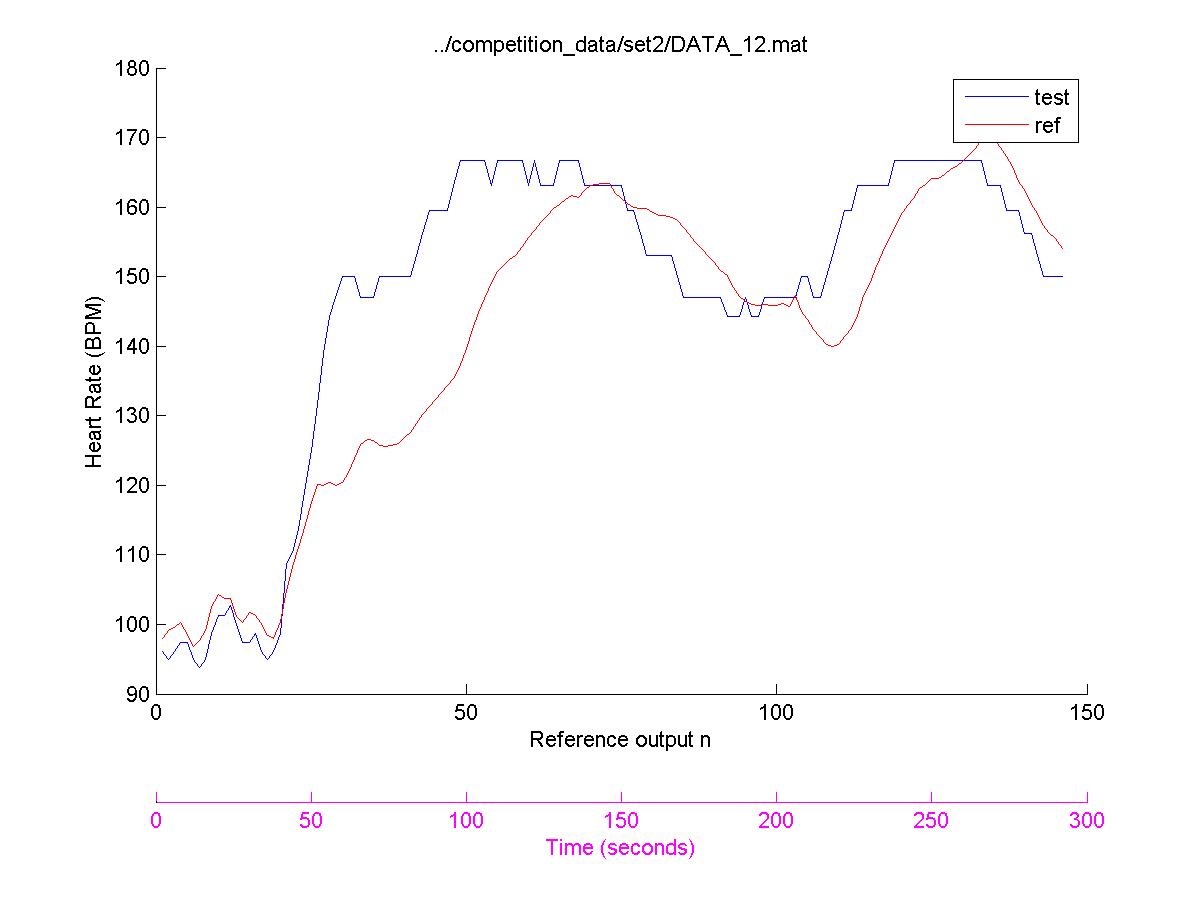 ../competition_data/set2/DATA_12.mat
180
170
160
150
140
130
120
110
100
90
Heart Rate (BPM)
test
ref
0 50 100 150
Reference output n
0 50 100 150 200 250 300
Time (seconds)